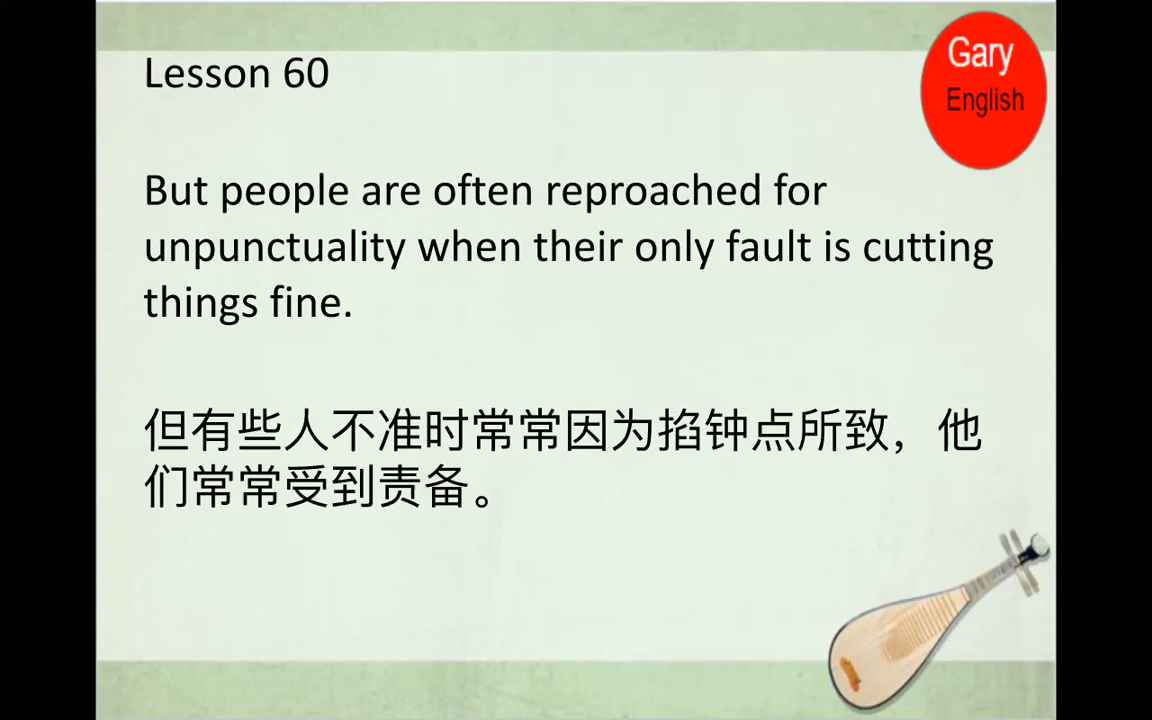 Lesson 60
Gary
English
But people are often reproached for
unpunctuality when their only fault is cutting
things fine.
但有些人不准时常常因为掐钟点所致，他
们常常受到责备。